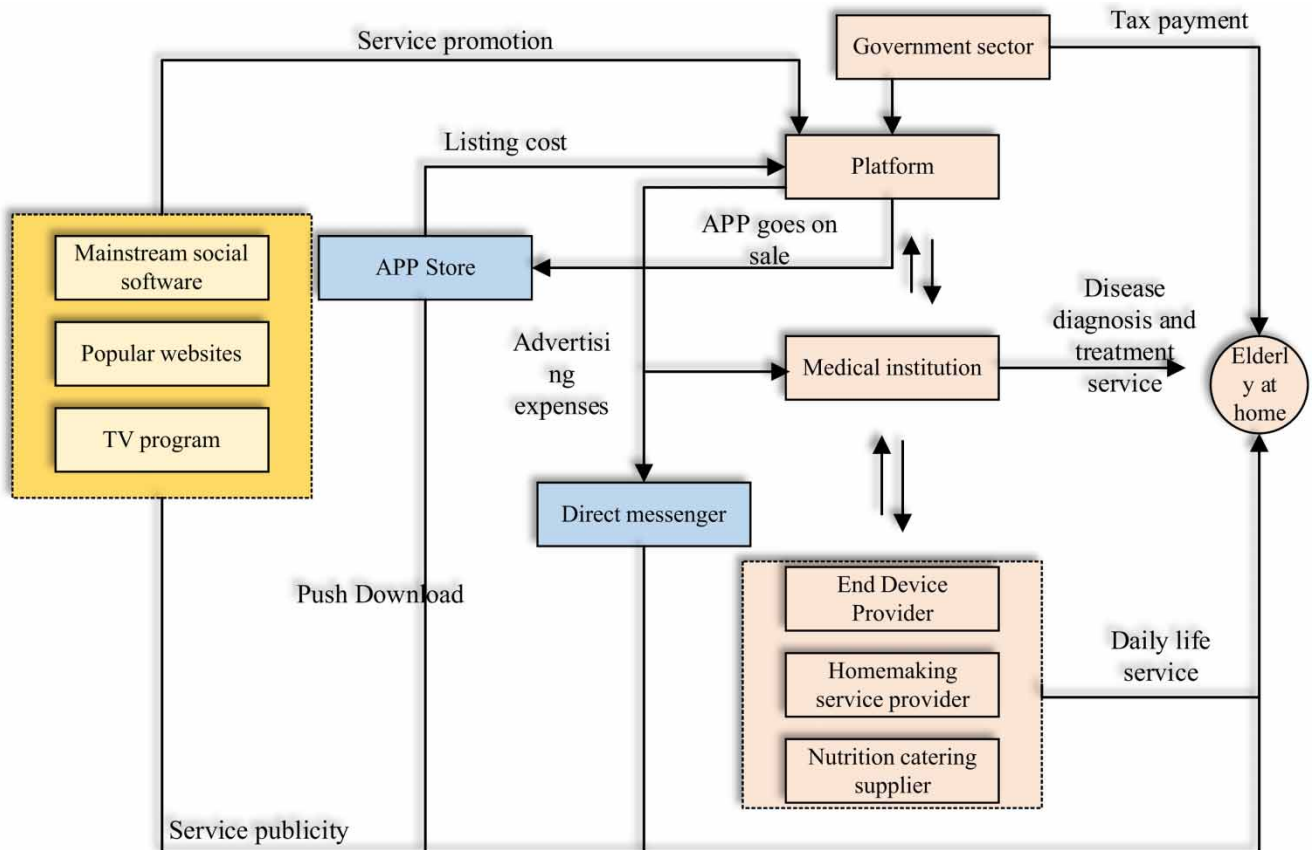 Service promotion
Government sector
Tax payment
Listing cost
Platform
APP goes on
sale
Mainstream social
software
APP Store
Popular websites
TV program
Advertisi
ng
expenses
Medical institution
Disease
diagnosis and
treatment
service
Elderl
y at
home
Direct messenger
Push Download
End Device
Provider
Homemaking
service provider
Nutrition catering
supplier
Daily life
service
Service publicity